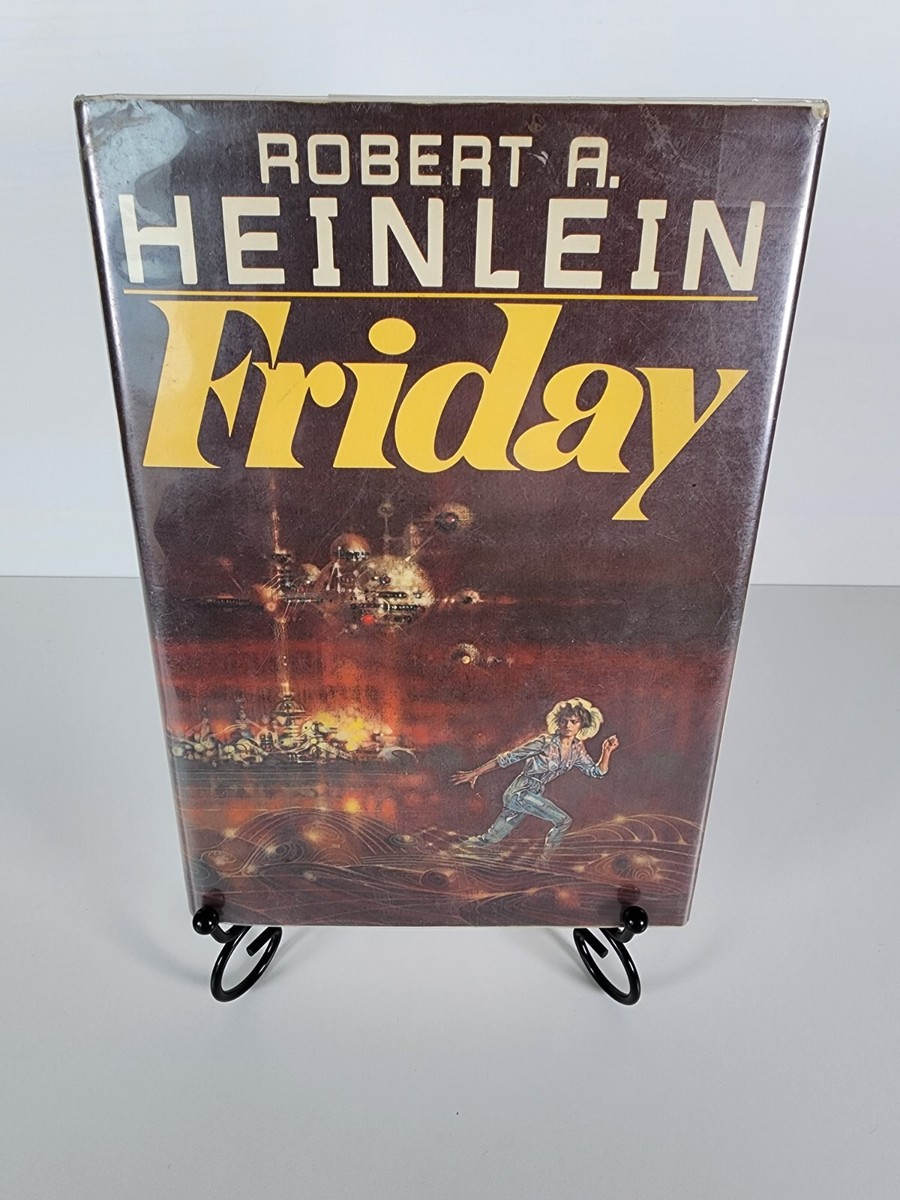 ROBERT A.
HEINLEIN
Friday